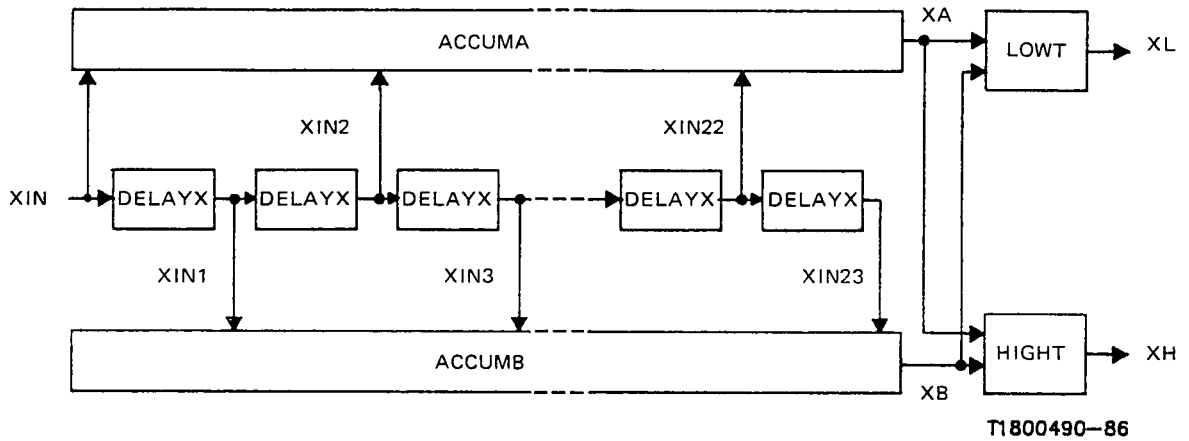 XA
ACCUMA
LOWT
XL
XIN2
XIN22
XIN
DELAYX
DELAYX
DELAYX
DELAYX
DELAYX
XIN1
XIN3
XIN23
ACCUMB
HIGHT
XH
XB
T1800490-86